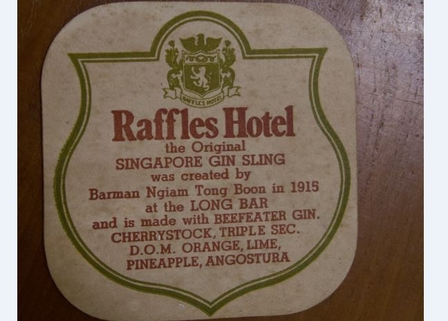 RAFFLES HOTEL
Raffles Hotel
the Original
SINGAPORE GIN SLING
was created by
Barman Ngiam Tong Boon in 1915
at the LONG BAR
and is made with BEEFEATER GIN.
CHERRYSTOCK, TRIPLE SEC.
D.O.M. ORANGE, LIME,
PINEAPPLE, ANGOSTURA